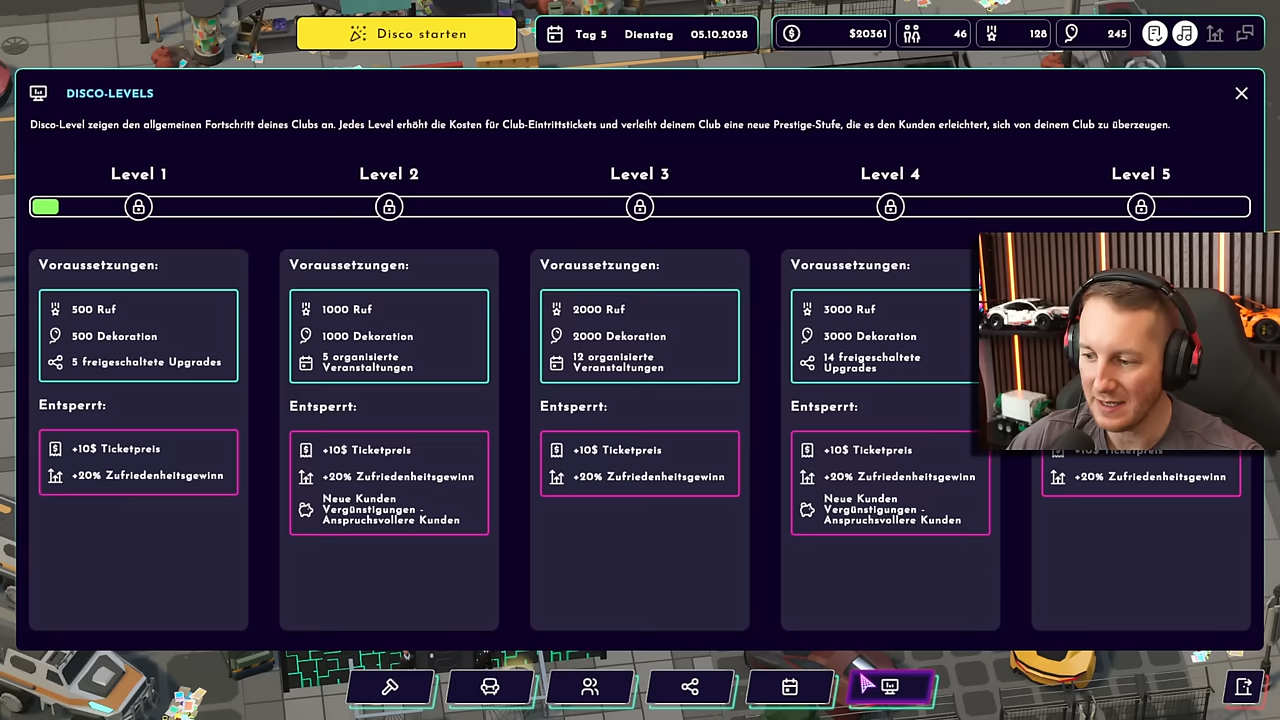 Disco starten
Tag 5 Dienstag 05.10.2038
$20361
46
128
245
DISCO-LEVELS
Disco-Level zeigen den allgemeinen Fortschritt deines Clubs an. Jedes Level erhöht die Kosten für Club-Eintrittstickets und verleiht deinem Club eine neue Prestige-Stufe, die es den Kunden erleichtert, sich von deinem Club zu überzeugen.
Level 1
Level 2
Level 3
Level 4
Level 5
Voraussetzungen:
500 Ruf
500 Dekoration
5 freigeschaltete Upgrades
Entsperrt:
+10$ Ticketpreis
+20% Zufriedenheitsgewinn
Voraussetzungen:
1000 Ruf
1000 Dekoration
5 organisierte
Veranstaltungen
Entsperrt:
+10$ Ticketpreis
+20% Zufriedenheitsgewinn
Neue Kunden
Vergünstigungen -
Anspruchsvollere Kunden
Voraussetzungen:
2000 Ruf
2000 Dekoration
12 organisierte
Veranstaltungen
Entsperrt:
+10$ Ticketpreis
+20% Zufriedenheitsgewinn
Voraussetzungen:
3000 Ruf
3000 Dekoration
14 freigeschaltete
Upgrades
Entsperrt:
+10$ Ticketpreis
+20% Zufriedenheitsgewinn
Neue Kunden
Vergünstigungen -
Anspruchsvollere Kunden
+10$ Ticketpreis
+20% Zufriedenheitsgewinn